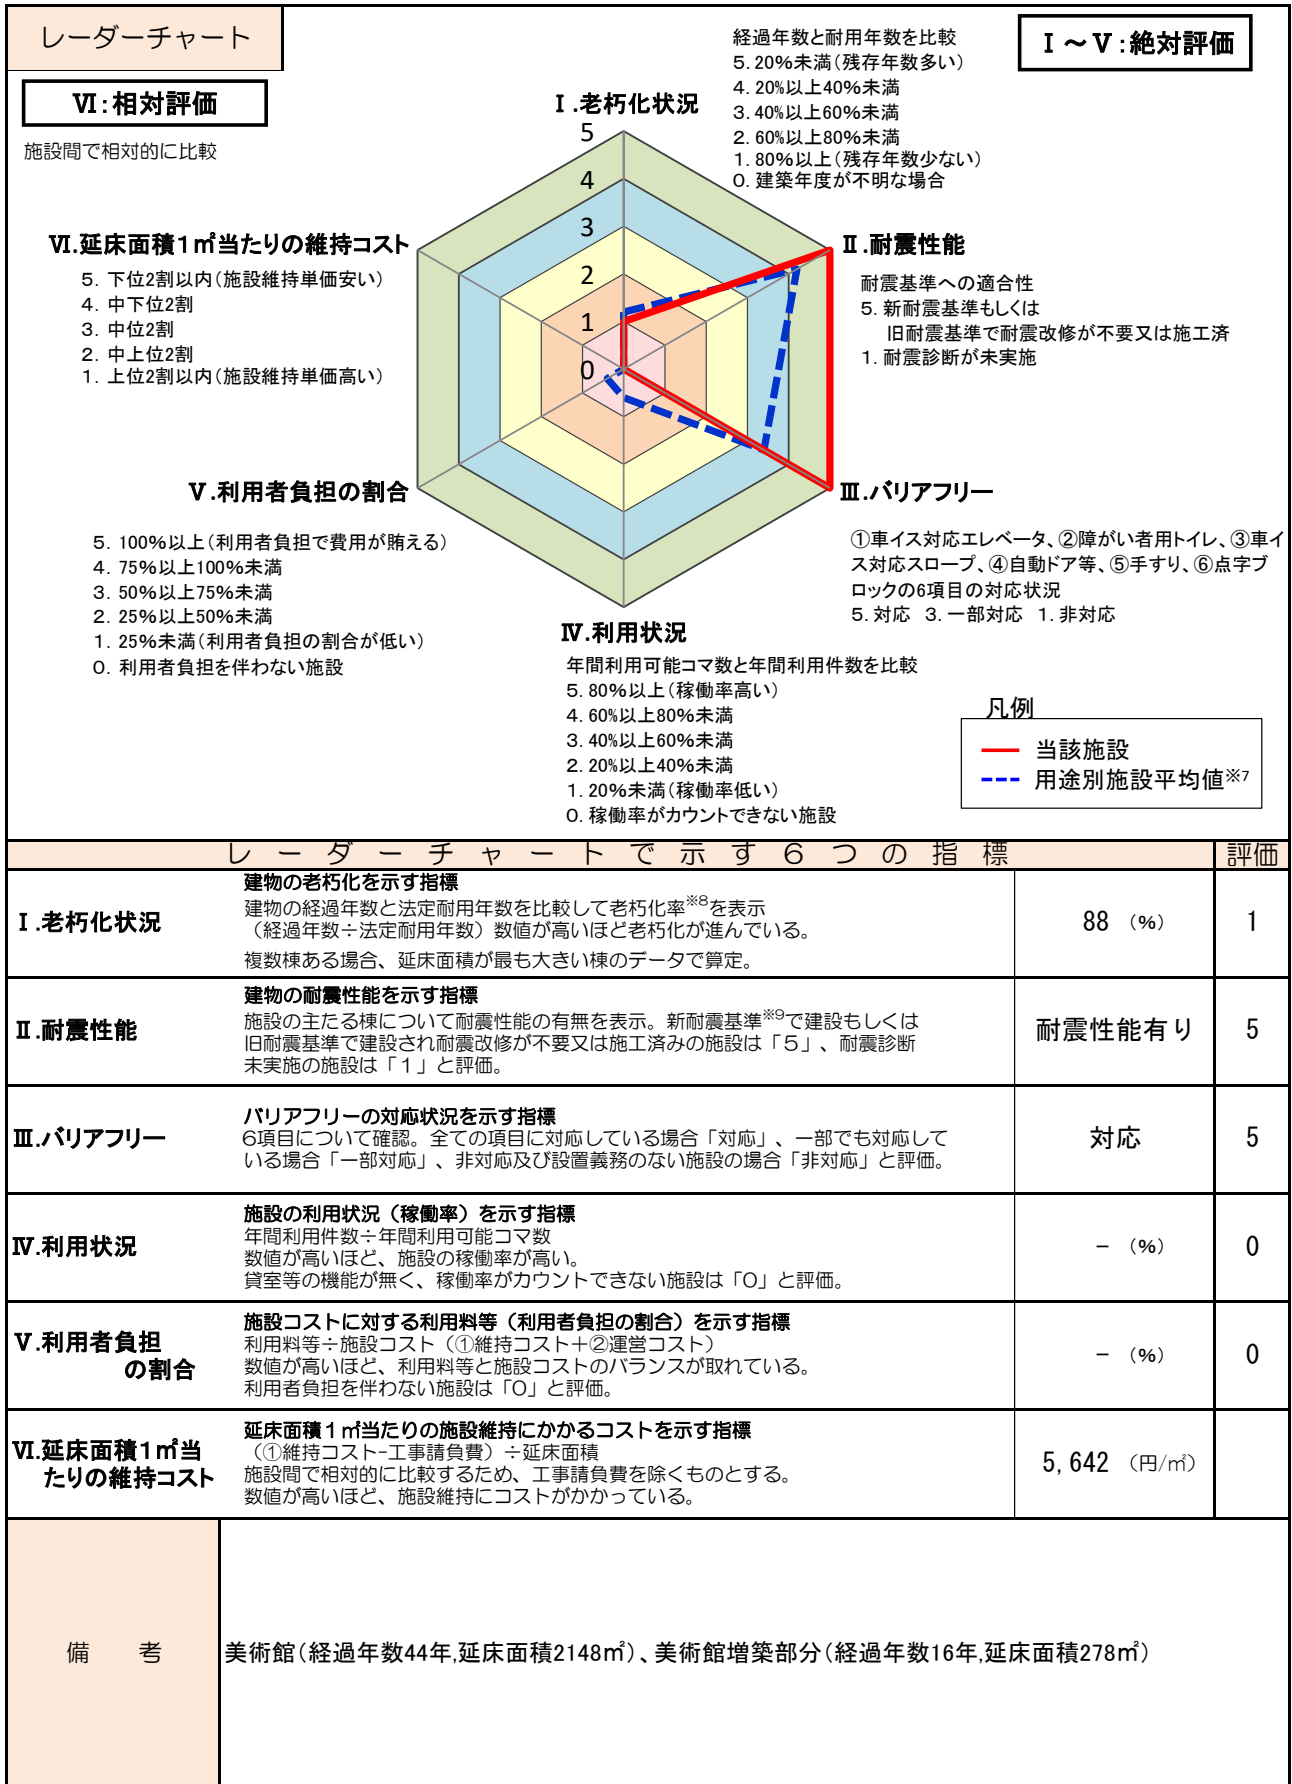 レーダーチャート
Ⅰ～Ⅴ:絶対評価
Ⅵ:相対評価
施設間で相対的に比較
Ⅰ.老朽化状況
経過年数と耐用年数を比較
5.20%未満(残存年数多い)
4.20%以上40%未満
3.40%以上60%未満
2.60%以上80%未満
1.80%以上(残存年数少ない)
0.建築年度が不明な場合
5
4
3
2
1
0
Ⅱ.耐震性能
耐震基準への適合性
5.新耐震基準もしくは
旧耐震基準で耐震改修が不要又は施工済
1.耐震診断が未実施
Ⅵ.延床面積1㎡当たりの維持コスト
5.下位2割以内(施設維持単価安い)
4.中下位2割
3.中位2割
2.中上位2割
1.上位2割以内(施設維持単価高い)
Ⅴ.利用者負担の割合
5.100%以上(利用者負担で費用が賄える)
4.75%以上100%未満
3.50%以上75%未満
2.25%以上50%未満
1.25%未満(利用者負担の割合が低い)
0.利用者負担を伴わない施設
Ⅲ.バリアフリー
①車イス対応エレベータ、②障がい者用トイレ、③車イ
ス対応スロープ、④自動ドア等、⑤手すり、⑥点字ブ
ロックの6項目の対応状況
5.対応 3.一部対応 1.非対応
Ⅳ.利用状況
年間利用可能コマ数と年間利用件数を比較
5.80%以上(稼働率高い)
4.60%以上80%未満
3.40%以上60%未満
2.20%以上40%未満
1.20%未満(稼働率低い)
0.稼働率がカウントできない施設
凡例
当該施設
用途別施設平均値※7
レーダーチャートで示す6つの指標 評価
Ⅰ.老朽化状況
建物の老朽化を示す指標
建物の経過年数と法定耐用年数を比較して老朽化率※8を表示
（経過年数÷法定耐用年数）数値が高いほど老朽化が進んでいる。
複数棟ある場合、延床面積が最も大きい棟のデータで算定。
88 (%) 1
Ⅱ.耐震性能
建物の耐震性能を示す指標
施設の主たる棟について耐震性能の有無を表示。新耐震基準※9で建設もしくは
旧耐震基準で建設され耐震改修が不要又は施工済みの施設は「5」、耐震診断
未実施の施設は「1」と評価。
耐震性能有り 5
Ⅲ.バリアフリー
バリアフリーの対応状況を示す指標
6項目について確認。全ての項目に対応している場合「対応」、一部でも対応して
いる場合「一部対応」、非対応及び設置義務のない施設の場合「非対応」と評価。
対応 5
Ⅳ.利用状況
施設の利用状況（稼働率）を示す指標
年間利用件数÷年間利用可能コマ数
数値が高いほど、施設の稼働率が高い。
貸室等の機能が無く、稼働率がカウントできない施設は「0」と評価。
- (%) 0
Ⅴ.利用者負担
の割合
施設コストに対する利用料等（利用者負担の割合）を示す指標
利用料等÷施設コスト（①維持コスト+②運営コスト）
数値が高いほど、利用料等と施設コストのバランスが取れている。
利用者負担を伴わない施設は「0」と評価。
- (%) 0
Ⅵ.延床面積1㎡当
たりの維持コスト
延床面積1㎡当たりの施設維持にかかるコストを示す指標
（①維持コスト-工事請負費）÷延床面積
施設間で相対的に比較するため、工事請負費を除くものとする。
数値が高いほど、施設維持にコストがかかっている。
5,642 (円/㎡)
備考
美術館(経過年数44年,延床面積2148㎡)、美術館増築部分(経過年数16年,延床面積278㎡)